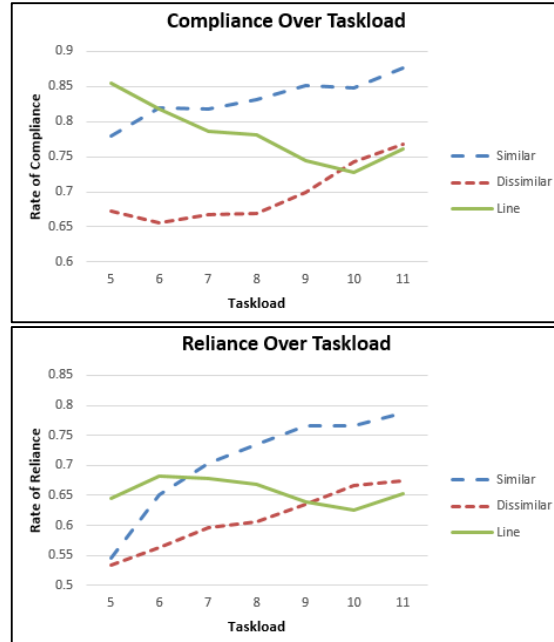 Compliance Over Taskload
0.9
0.85
0.8
0.75
0.7
0.65
0.6
Rate of Compliance
5 6 7 8 9 10 11
Taskload
Similar
Dissimilar
Line
Reliance Over Taskload
0.85
0.8
0.75
0.7
0.65
0.6
0.55
0.5
Rate of Reliance
5 6 7 8 9 10 11
Taskload
Similar
Dissimilar
Line